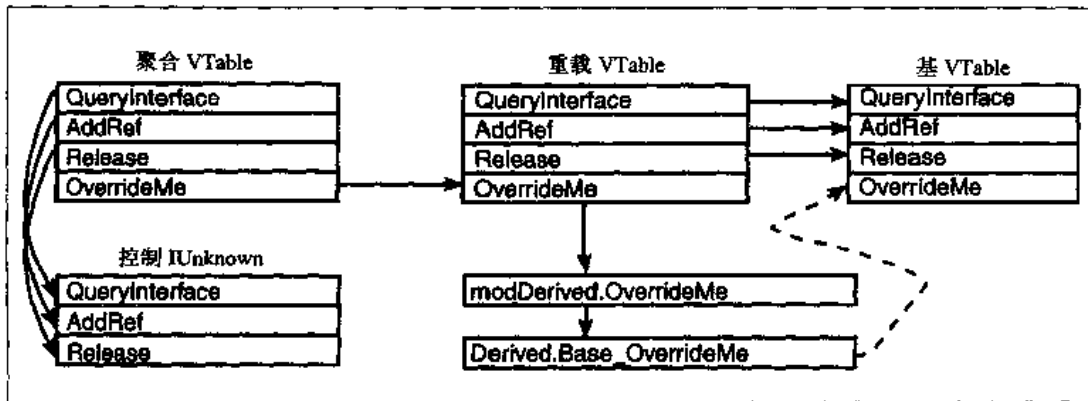 聚合 VTable
QueryInterface
AddRef
Release
OverrideMe
控制 IUnknown
QueryInterface
AddRef
Release
重载 VTable
QueryInterface
AddRef
Release
OverrideMe
modDerived.OverrideMe
Derived.Base_OverrideMe
基 VTable
QueryInterface
AddRef
Release
OverrideMe